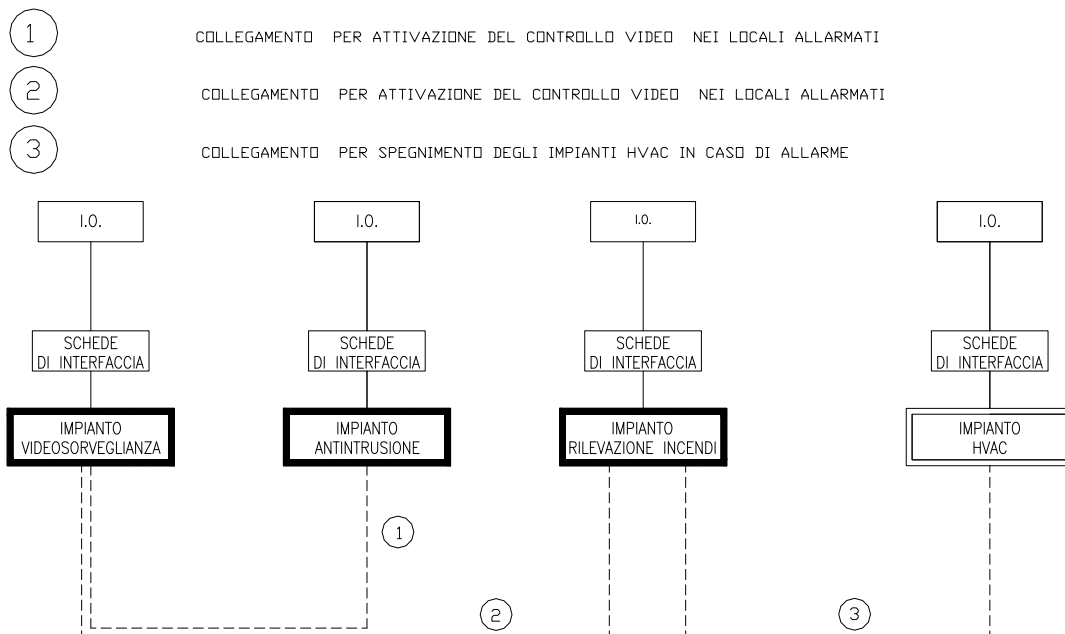 1 COLLEGAMENTO PER ATTIVAZIONE DEL CONTROLLO VIDEO NEI LOCALI ALLARMATI
2 COLLEGAMENTO PER ATTIVAZIONE DEL CONTROLLO VIDEO NEI LOCALI ALLARMATI
3 COLLEGAMENTO PER SPEGNIMENTO DEGLI IMPIANTI HVAC IN CASO DI ALLARME
I.O.
I.O.
I.O.
I.O.
SCHEDE
DI INTERFACCIA
SCHEDE
DI INTERFACCIA
SCHEDE
DI INTERFACCIA
SCHEDE
DI INTERFACCIA
IMPIANTO
VIDEOSORVEGLIANZA
IMPIANTO
ANTINTRUSIONE
IMPIANTO
RILEVAZIONE INCENDI
IMPIANTO
HVAC
1
2
3